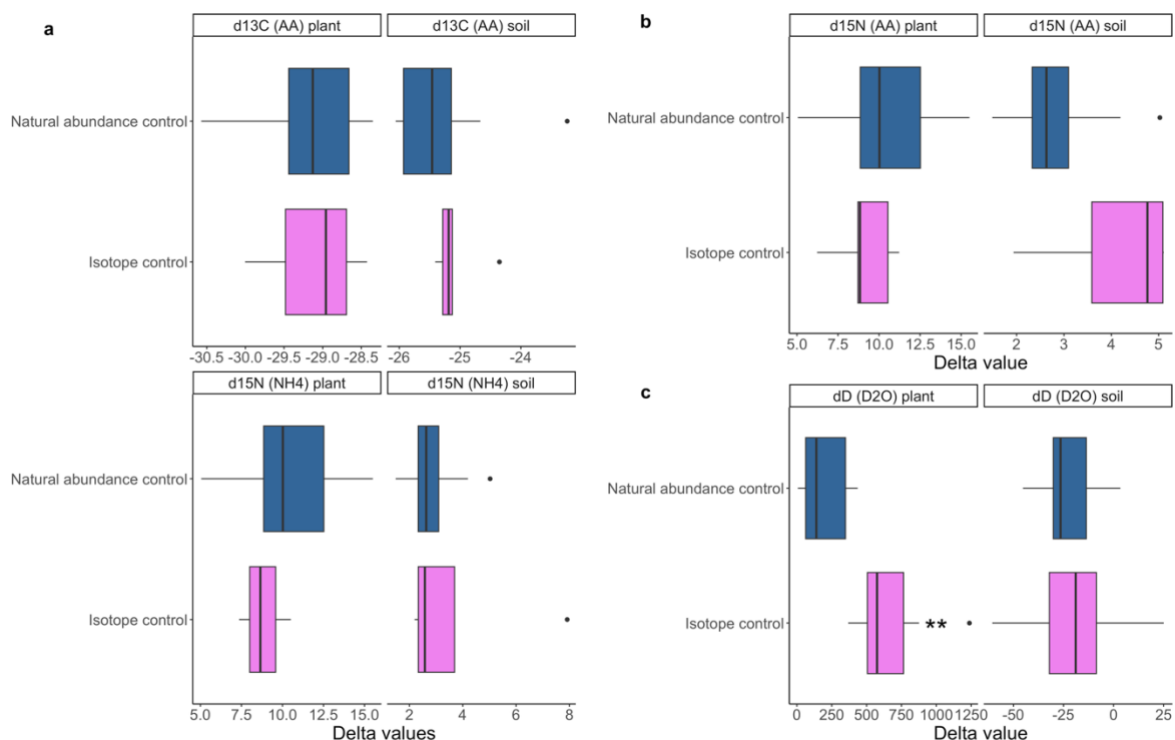 a
d13C (AA) plant
d13C (AA) soil
Natural abundance control
Isotope control
-30.5 -30.0 -29.5 -29.0 -28.5
-26 -25 -24
d15N (NH4) plant
d15N (NH4) soil
Natural abundance control
Isotope control
5.0 7.5 10.0 12.5 15.0
2 4 6 8
Delta values
b
d15N (AA) plant
d15N (AA) soil
Natural abundance control
Isotope control
5.0 7.5 10.0 12.5 15.0
2 3 4 5
Delta value
c
dD (D2O) plant
dD (D2O) soil
Natural abundance control
Isotope control
**
0 250 500 750 1000 1250
-50 -25 0 25
Delta value